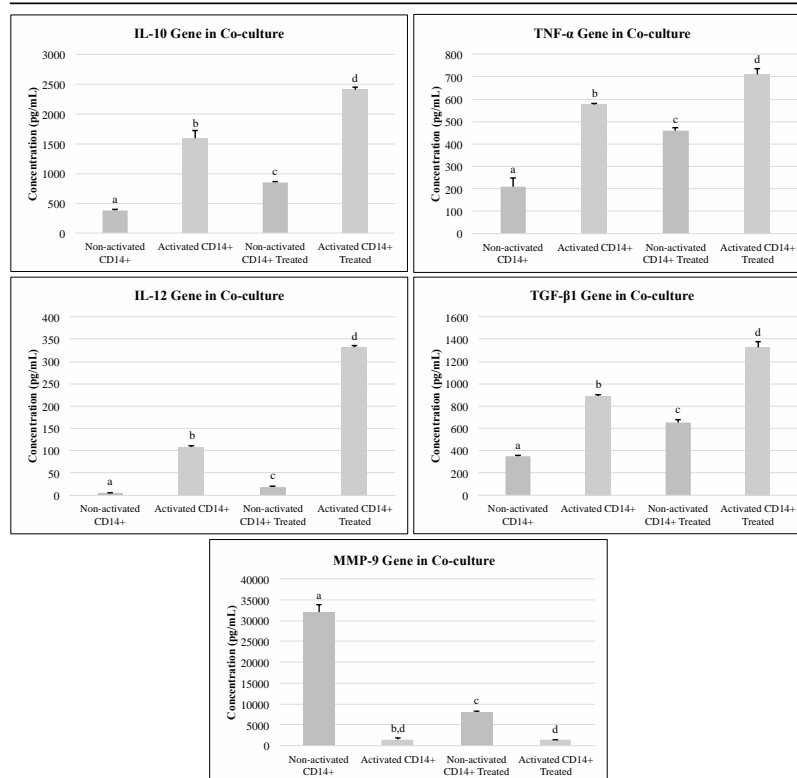 IL-10 Gene in Co-culture
Concentration (pg/mL)
3000
2500
2000
1500
1000
500
0
a
b
c
d
Non-activated CD14+
Activated CD14+
Non-activated CD14+ Treated
Activated CD14+ Treated
TNF-α Gene in Co-culture
Concentration (pg/mL)
800
700
600
500
400
300
200
100
0
a
b
c
d
Non-activated CD14+
Activated CD14+
Non-activated CD14+ Treated
Activated CD14+ Treated
IL-12 Gene in Co-culture
Concentration (pg/mL)
400
350
300
250
200
150
100
50
0
a
b
c
d
Non-activated CD14+
Activated CD14+
Non-activated CD14+ Treated
Activated CD14+ Treated
TGF-β1 Gene in Co-culture
Concentration (pg/mL)
1600
1400
1200
1000
800
600
400
200
0
a
b
c
d
Non-activated CD14+
Activated CD14+
Non-activated CD14+ Treated
Activated CD14+ Treated
MMP-9 Gene in Co-culture
Concentration (pg/mL)
40000
35000
30000
25000
20000
15000
10000
5000
0
a
b,d
c
d
Non-activated CD14+
Activated CD14+
Non-activated CD14+ Treated
Activated CD14+ Treated